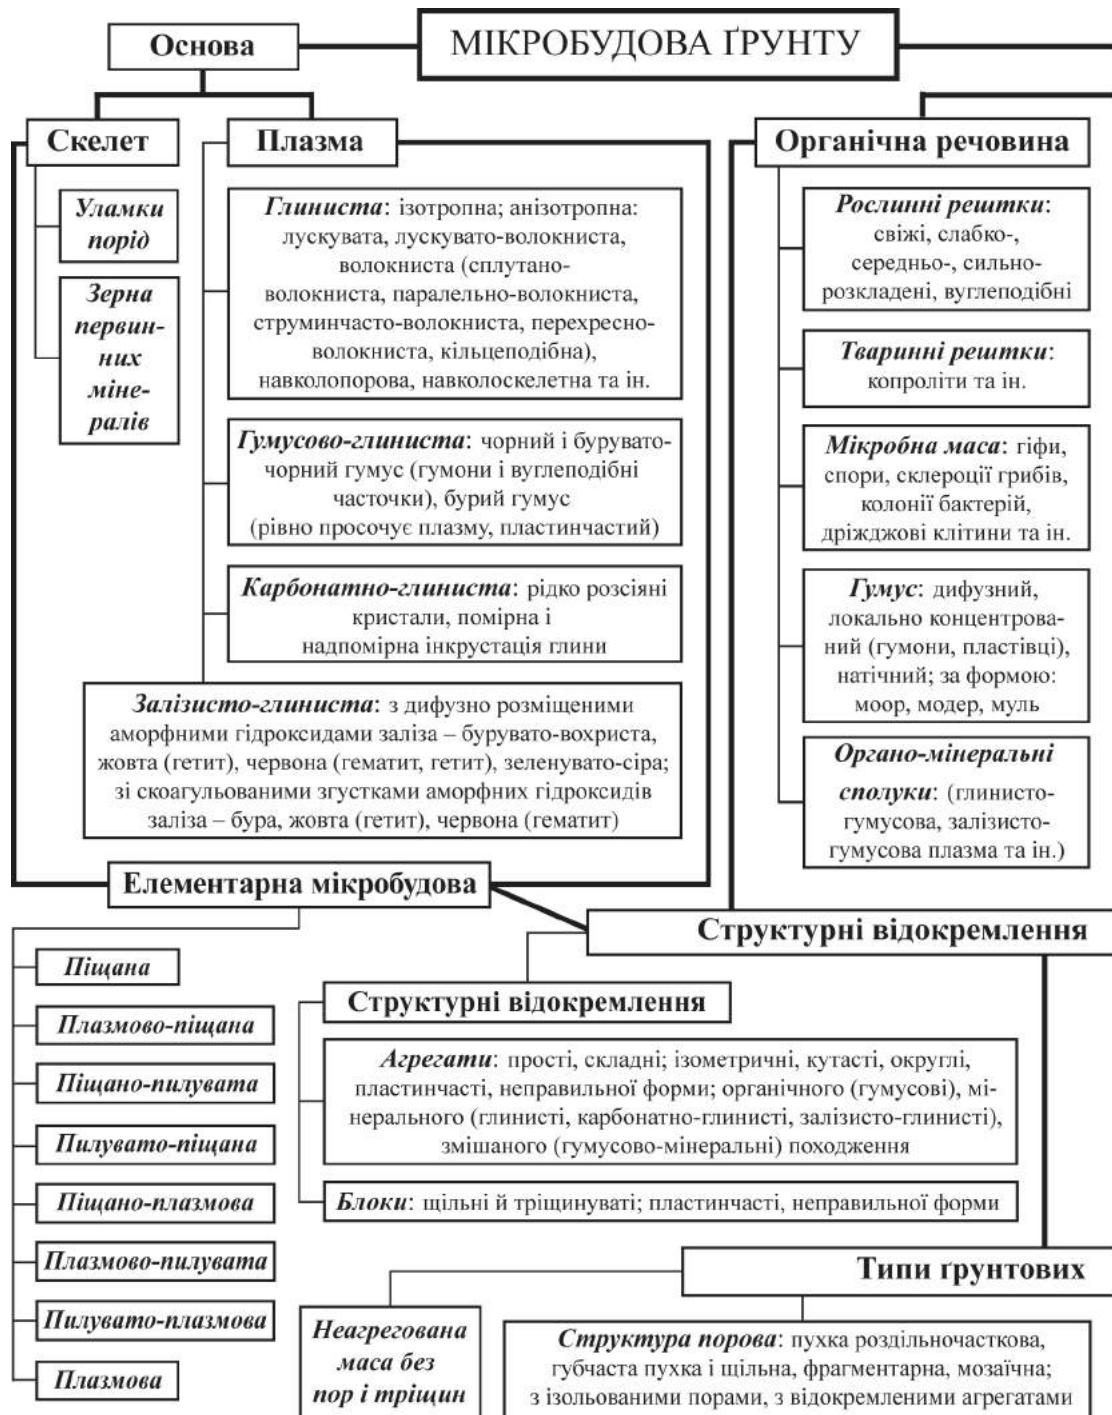 Основа
МІКРОБУДОВА ҐРУНТУ
Скелет
Плазма
Органічна речовина
Уламки
порід
Зерна
первин-
них
міне-
ралів
Глиниста: ізотропна; анізотропна:
лускувата, лускувато-волокниста,
волокниста (сплутано-
волокниста, паралельно-волокниста,
струминчасто-волокниста, перехресно-
волокниста, кільцеподібна),
навколопорова, навколоскелетна та ін.
Гумусово-глиниста: чорний і бурувато-
чорний гумус (гумони і вуглеподібні
часточки), бурий гумус
(рівно просочує плазму, пластинчастий)
Карбонатно-глиниста: рідко розсіяні
кристали, помірна і
надпомірна інкрустація глини
Залізисто-глиниста: з дифузно розміщеними
аморфними гідроксидами заліза – бурувато-вохриста,
жовта (гетит), червона (гематит, гетит), зеленувато-сіра;
зі скоагульованими згустками аморфних гідроксидів
заліза – бура, жовта (гетит), червона (гематит)
Рослинні рештки:
свіжі, слабко-,
середньо-, сильно-
розкладені, вуглеподібні
Тваринні рештки:
копроліти та ін.
Мікробна маса: гіфи,
спори, склероції грибів,
колонії бактерій,
дріжджові клітини та ін.
Гумус: дифузний,
локально концентрова-
ний (гумони, пластівці),
натічний; за формою:
моор, модер, муль
Органо-мінеральні
сполуки: (глинисто-
гумусова, залізисто-
гумусова плазма та ін.)
Елементарна мікробудова
Піщана
Плазмово-піщана
Піщано-пилувата
Пилувато-піщана
Піщано-плазмова
Плазмово-пилувата
Пилувато-плазмова
Плазмова
Структурні відокремлення
Структурні відокремлення
Агрегати: прості, складні; ізометричні, кутасті, округлі,
пластинчасті, неправильної форми; органічного (гумусові), мі-
нерального (глинисті, карбонатно-глинисті, залізисто-глинисті),
змішаного (гумусово-мінеральні) походження
Блоки: щільні й тріщинуваті; пластинчасті, неправильної форми
Типи ґрунтових
Неагрегована
маса без
пор і тріщин
Структура порова: пухка роздільночасткова,
губчаста пухка і щільна, фрагментарна, мозаїчна;
з ізольованими порами, з відокремленими агрегатами